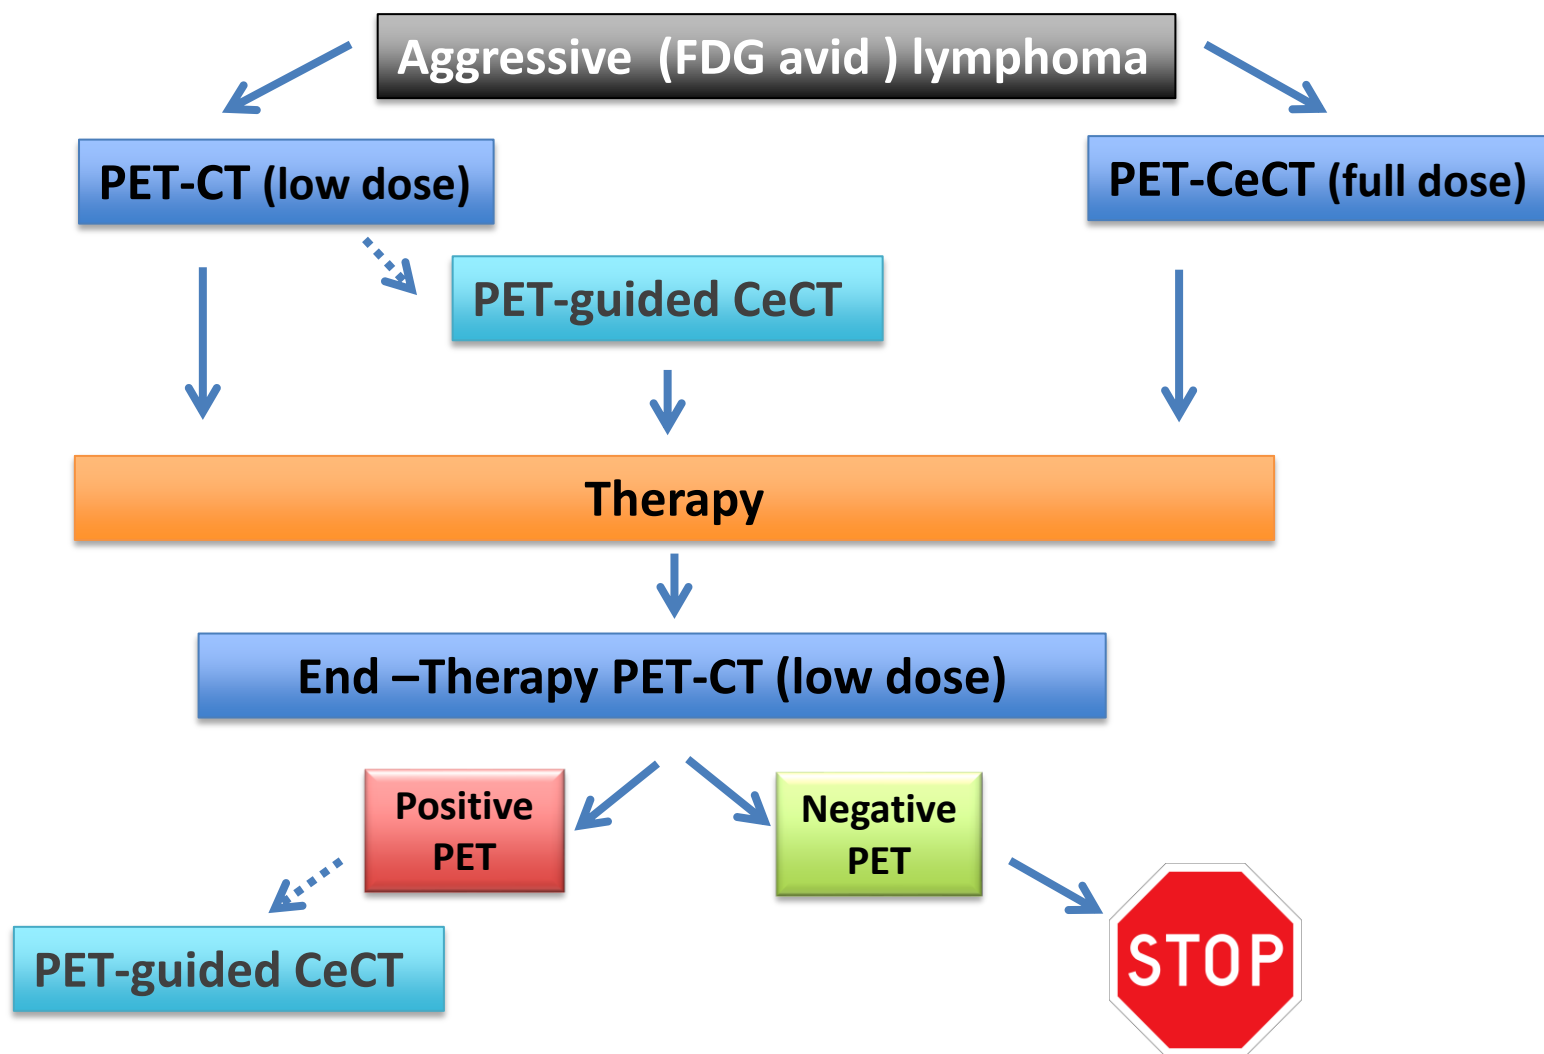 Aggressive (FDG avid ) lymphoma
PET-CT (low dose)
PET-CeCT (full dose)
PET-guided CeCT
Therapy
End –Therapy PET-CT (low dose)
Positive
PET
Negative
PET
PET-guided CeCT
STOP